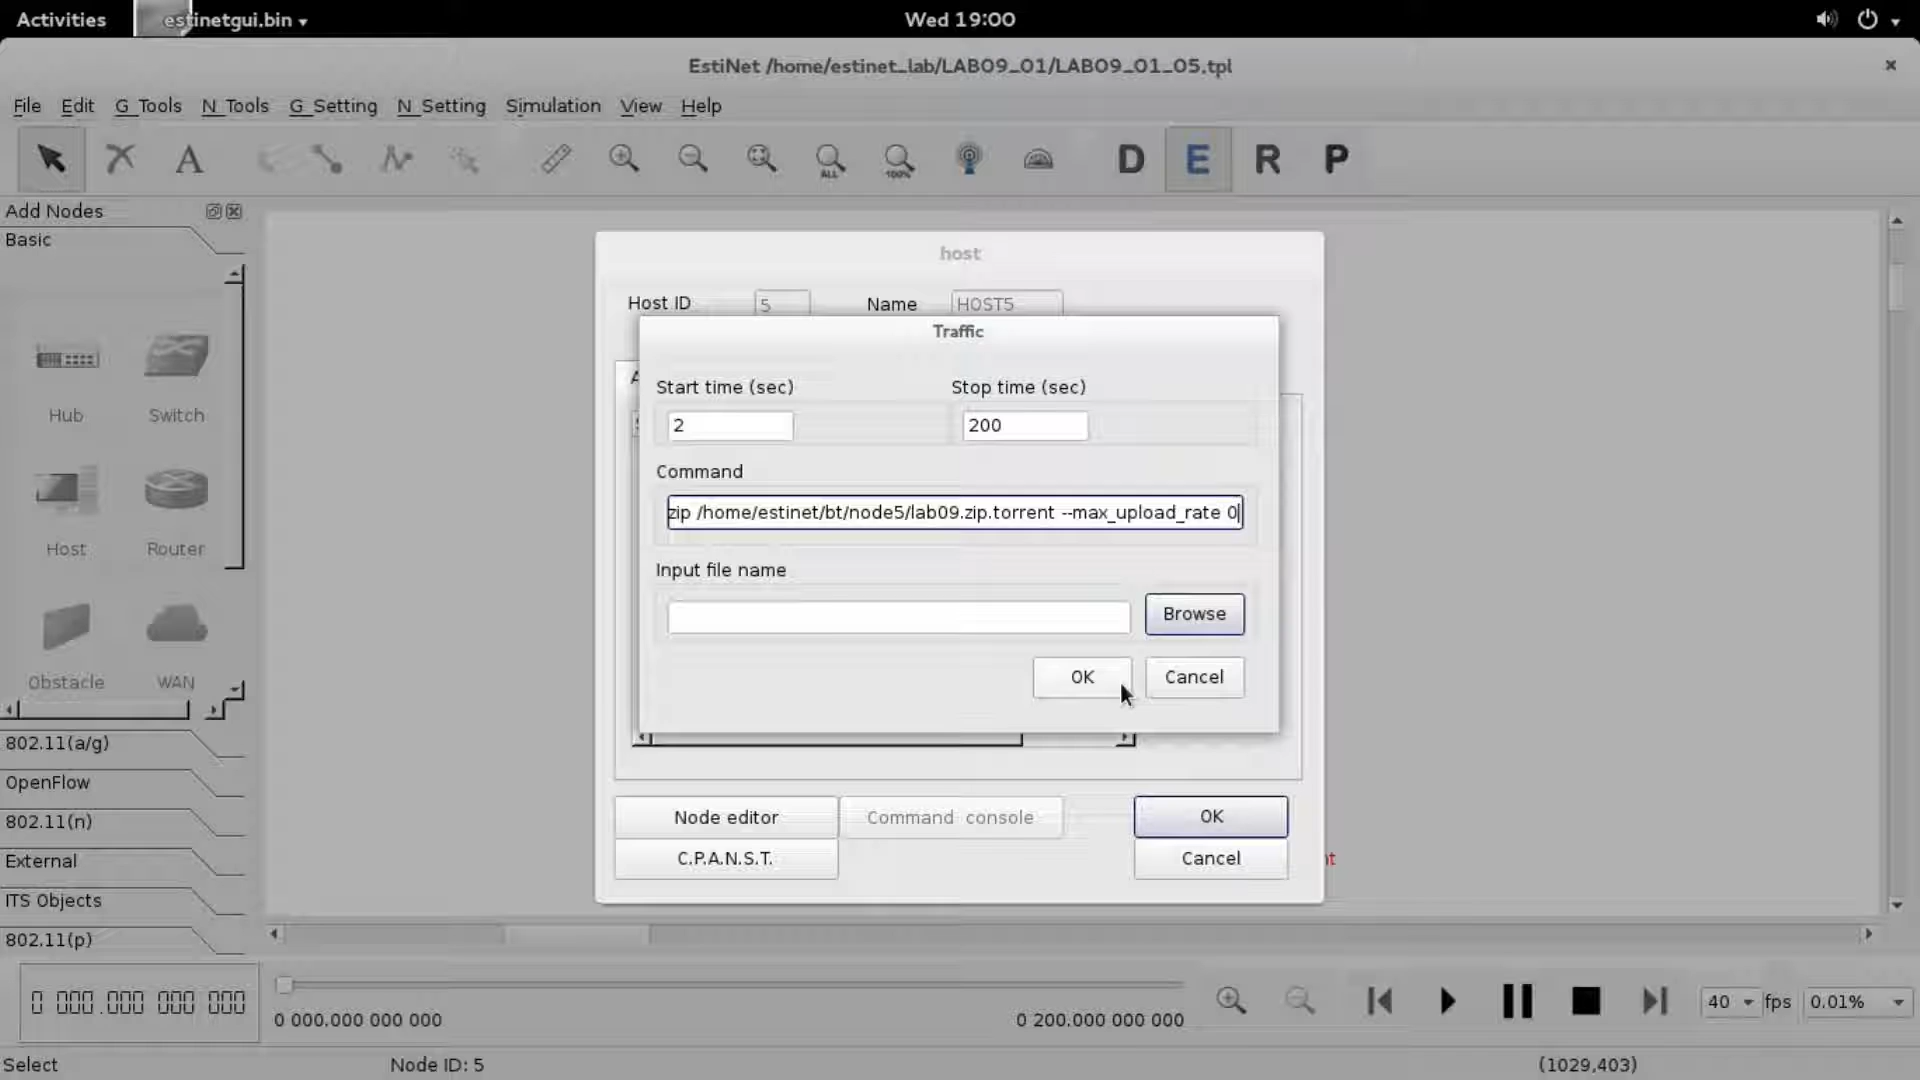 Activities
estinetgui.bin
Wed 19:00
EstiNet /home/estinet_lab/LAB09_01/LAB09_01_05.tpl
File Edit G_Tools N_Tools G_Setting N_Setting Simulation View Help
A
ALL
100%
D E R P
Add Nodes
Basic
Hub
Switch
Host
Router
Obstacle
WAN
802.11(a/g)
OpenFlow
802.11(n)
External
ITS Objects
802.11(p)
host
Host ID 5 Name HOST5
Traffic
Start time (sec) Stop time (sec)
2 200
Command
zip /home/estinet/bt/node5/lab09.zip.torrent --max_upload_rate 0
Input file name
Browse
OK Cancel
Node editor Command console OK
C.P.A.N.S.T. Cancel
0 000.000 000 000
0 000.000 000 000
0 200.000 000 000
40 fps 0.01%
Select Node ID: 5 (1029,403)